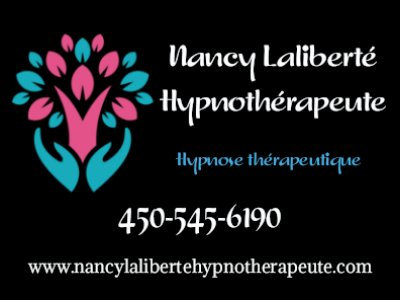 Nancy Laliberté
Hypnothérapeute
Hypnose thérapeutique
450-545-6190
www.nancylalibertehypnotherapeute.com